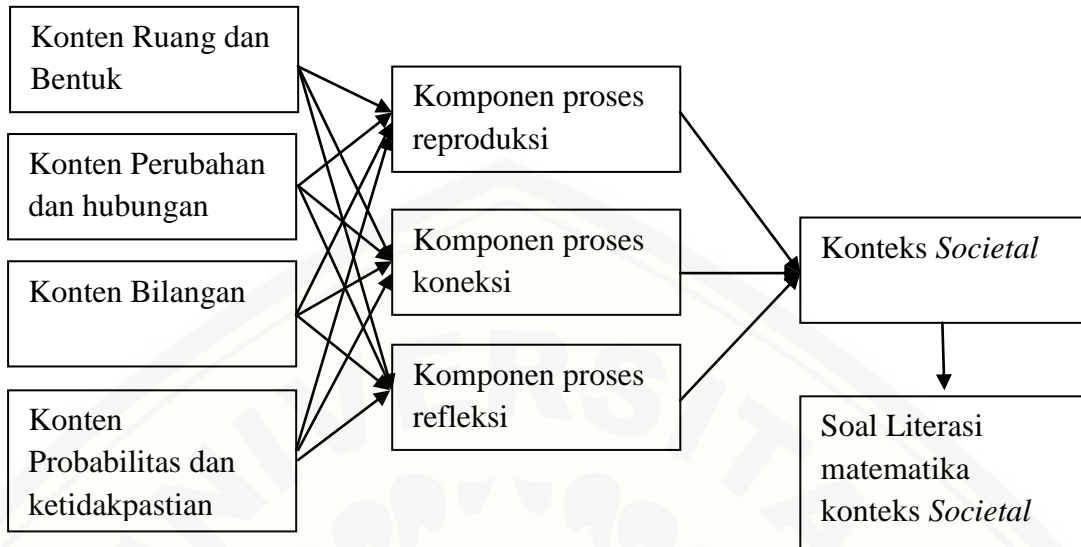 Konten Ruang dan
Bentuk
Konten Perubahan
dan hubungan
Konten Bilangan
Konten
Probabilitas dan
ketidakpastian
Komponen proses
reproduksi
Komponen proses
koneksi
Komponen proses
refleksi
Konteks Societal
Soal Literasi
matematika
konteks Societal
UNIVERSITA